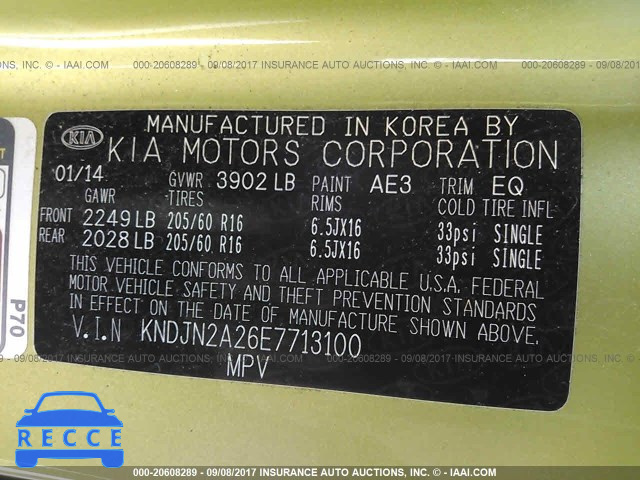 000-20608289 - 09/08/2017 INSURANCE AUTO AUCTIONS, INC. - © IAAI.COM
KIA
MANUFACTURED IN KOREA BY
KIA MOTORS CORPORATION
01/14 GVWR 3902 LB PAINT AE3 TRIM EQ
GAWR TIRES RIMS COLD TIRE INFL
FRONT 2249 LB 205/60 R16 6.5JX16 33psi SINGLE
REAR 2028 LB 205/60 R16 6.5JX16 33psi SINGLE
THIS VEHICLE CONFORMS TO ALL APPLICABLE U.S.A. FEDERAL
MOTOR VEHICLE SAFETY AND THEFT PREVENTION STANDARDS
IN EFFECT ON THE DATE OF MANUFACTURE SHOWN ABOVE.
V.I.N KNDJN2A26E7713100
MPV
P70
RECCE
000-20608289 - 09/08/2017 INSURANCE AUTO AUCTIONS, INC. - © IAAI.COM
000-20608289 - 09/08/2017 INSURANCE AUTO AUCTIONS, INC. - © IAAI.COM